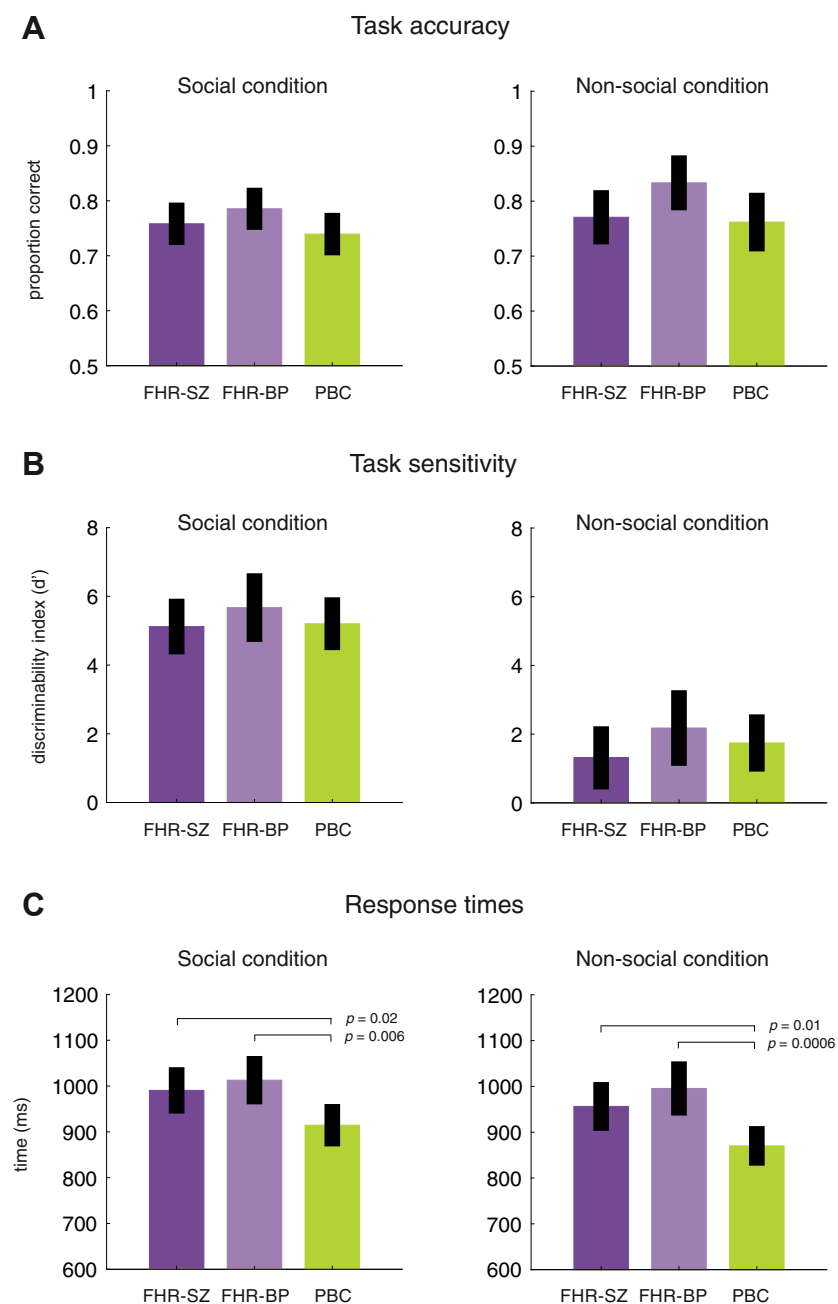 A
Task accuracy
Social condition
Non-social condition
proportion correct
1
0.9
0.8
0.7
0.6
0.5
FHR-SZ FHR-BP PBC
1
0.9
0.8
0.7
0.6
0.5
FHR-SZ FHR-BP PBC
B
Task sensitivity
Social condition
Non-social condition
discriminability index (d’)
8
6
4
2
0
FHR-SZ FHR-BP PBC
8
6
4
2
0
FHR-SZ FHR-BP PBC
C
Response times
Social condition
Non-social condition
time (ms)
1200
1100
1000
900
800
700
600
p = 0.02
p = 0.006
FHR-SZ FHR-BP PBC
1200
1100
1000
900
800
700
600
p = 0.01
p = 0.0006
FHR-SZ FHR-BP PBC